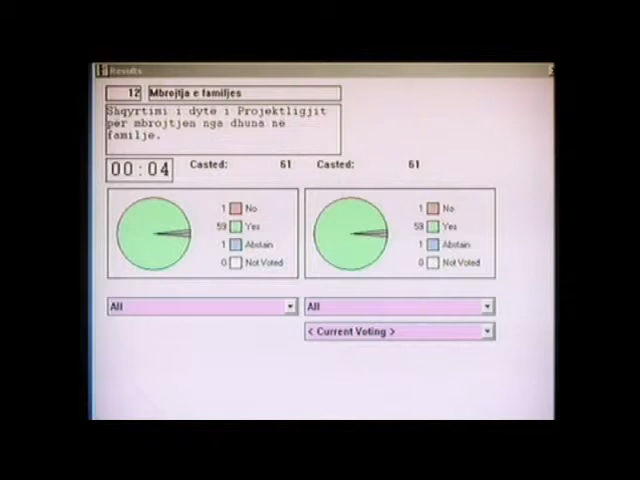 Results
12 Mbrojtja e familjes
Shqyrtimi i dytë i Projektligjit
për mbrojtjen nga dhuna në
familje.
00:04 Casted: 61 Casted: 61
1 No 1 No
59 Yes 59 Yes
1 Abstain 1 Abstain
0 Not Voted 0 Not Voted
All All
< Current Voting >